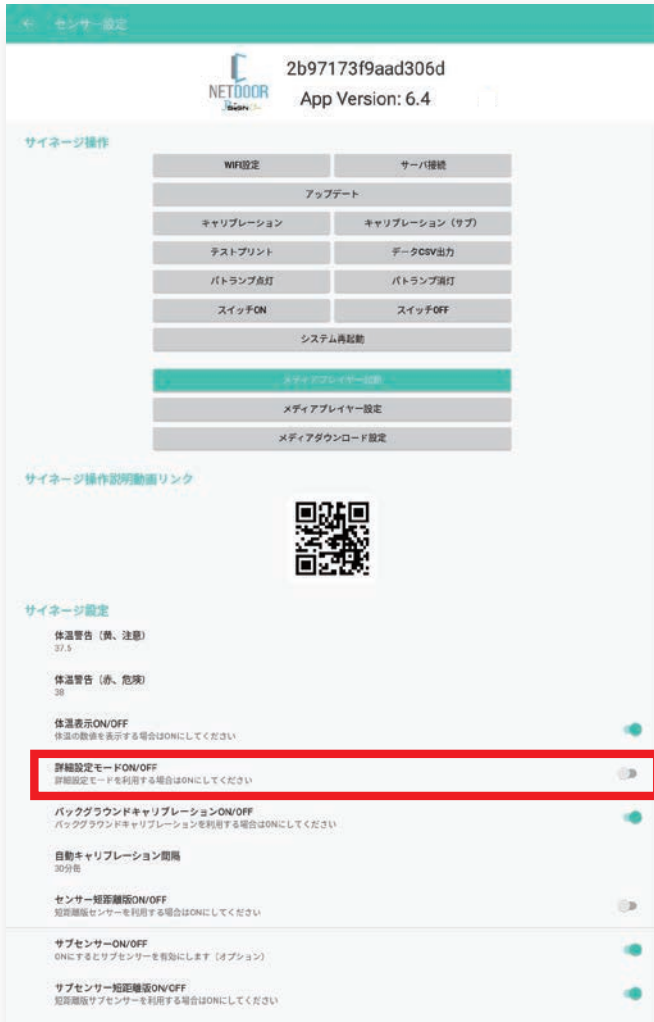 センサー設定
2b97173f9aad306d
NETDOOR
App Version: 6.4
サイネージ操作
WIFI設定 サーバ接続
アップデート
キャリブレーション キャリブレーション（サブ）
テストプリント データCSV出力
パトランプ点灯 パトランプ消灯
スイッチON スイッチOFF
システム再起動
メディアプレイヤー設定
メディアダウンロード設定
サイネージ操作説明動画リンク
サイネージ設定
体温警告（黄、注意）
37.5
体温警告（赤、危険）
38
体温表示ON/OFF
体温の数値を表示する場合はONにしてください
詳細設定モードON/OFF
詳細設定モードを利用する場合はONにしてください
バックグラウンドキャリブレーションON/OFF
バックグラウンドキャリブレーションを利用する場合はONにしてください
自動キャリブレーション間隔
30分毎
センサー短距離版ON/OFF
短距離版センサーを利用する場合はONにしてください
サブセンサーON/OFF
ONにするとサブセンサーを有効にします（オプション）
サブセンサー短距離版ON/OFF
短距離版サブセンサーを利用する場合はONにしてください